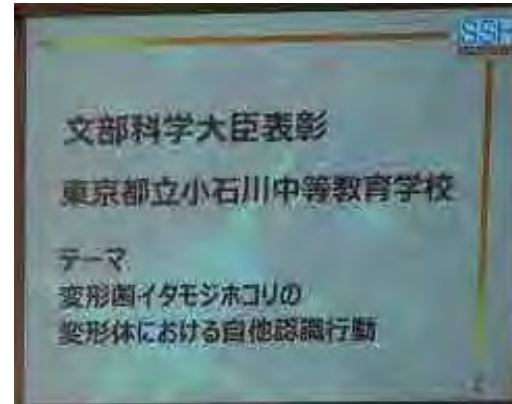 SS
文部科学大臣表彰
東京都立小石川中等教育学校
テーマ
変形菌イタモジホコリの
変形体における自他認識行動